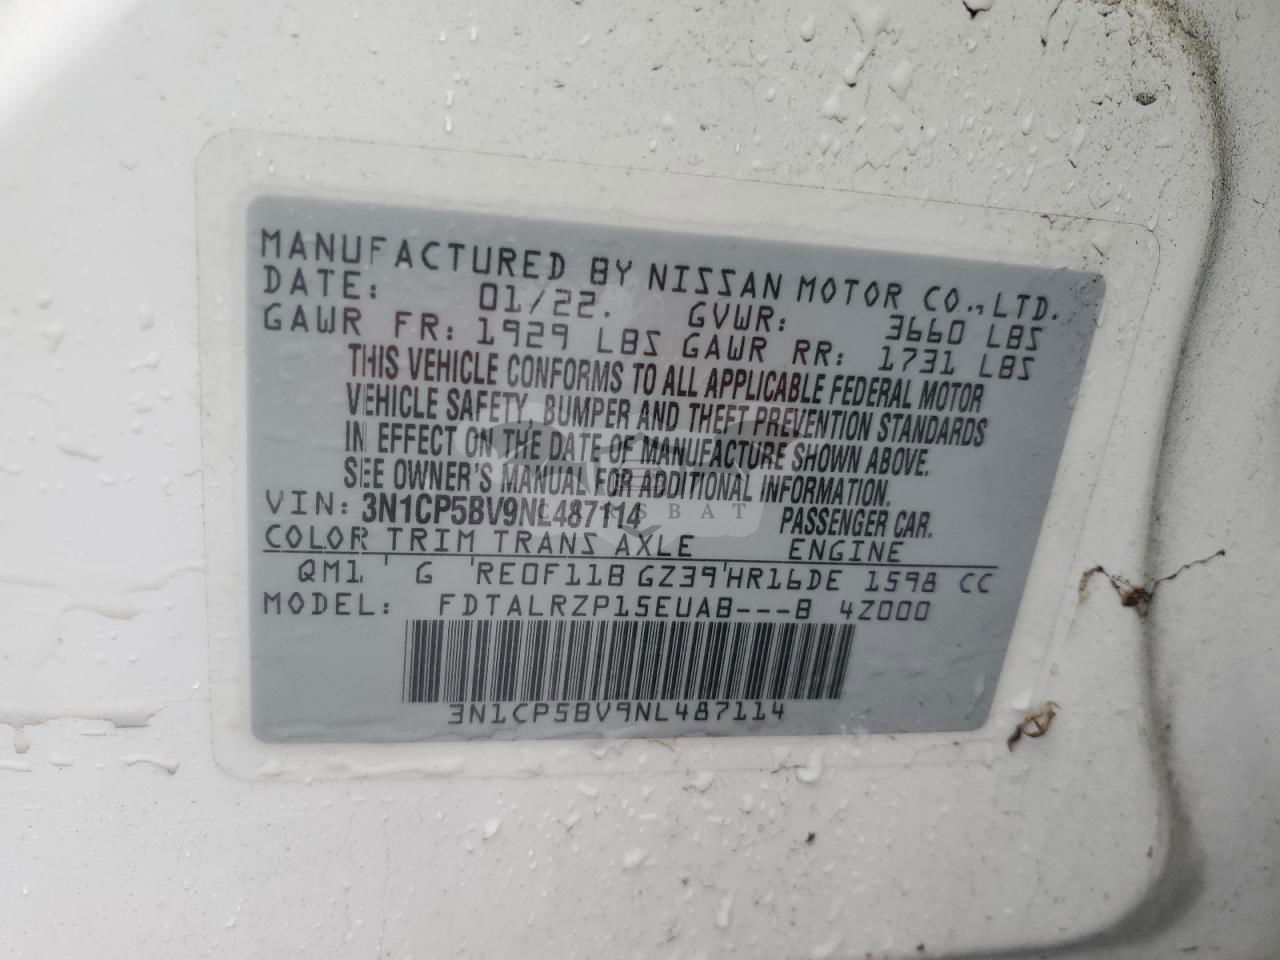 MANUFACTURED BY NISSAN MOTOR CO., LTD.
DATE: 01/22. GVWR: 3660 LBS
GAWR FR: 1929 LBS GAWR RR: 1731 LBS
THIS VEHICLE CONFORMS TO ALL APPLICABLE FEDERAL MOTOR
VEHICLE SAFETY, BUMPER AND THEFT PREVENTION STANDARDS
IN EFFECT ON THE DATE OF MANUFACTURE SHOWN ABOVE.
SEE OWNER'S MANUAL FOR ADDITIONAL INFORMATION.
VIN: 3N1CP5BV9NL487114 PASSENGER CAR.
COLOR TRIM TRANS AXLE ENGINE
QM1 ' G ' RE0F11B GZ39'HR16DE 1598 CC
MODEL: FDTALRZP15EUAB---B 4Z000
3N1CP5BV9NL487114